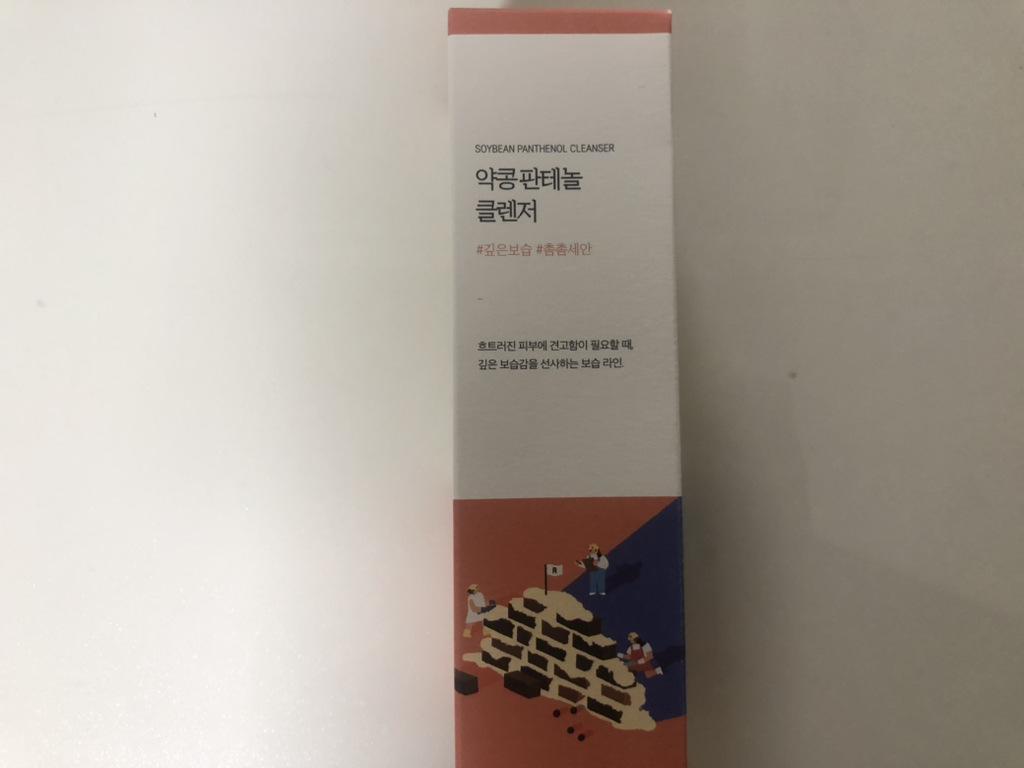 SOYBEAN PANTHENOL CLEANSER
약콩판테놀
클렌저
#깊은보습 #촘촘세안
흐트러진 피부에 견고함이 필요할 때,
깊은 보습감을 선사하는 보습 라인.
R